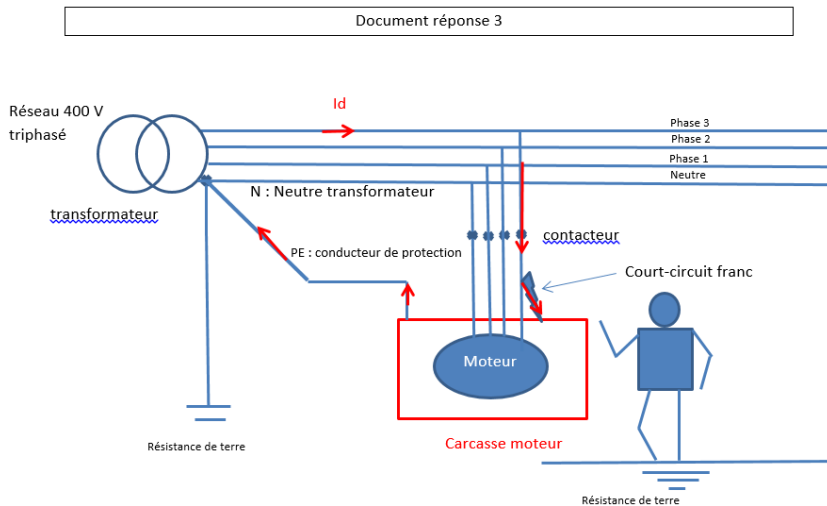 Document réponse 3
Réseau 400 V
triphasé
Id
Phase 3
Phase 2
Phase 1
Neutre
N : Neutre transformateur
transformateur
contacteur
PE : conducteur de protection
Court-circuit franc
Moteur
Carcasse moteur
Résistance de terre
Résistance de terre